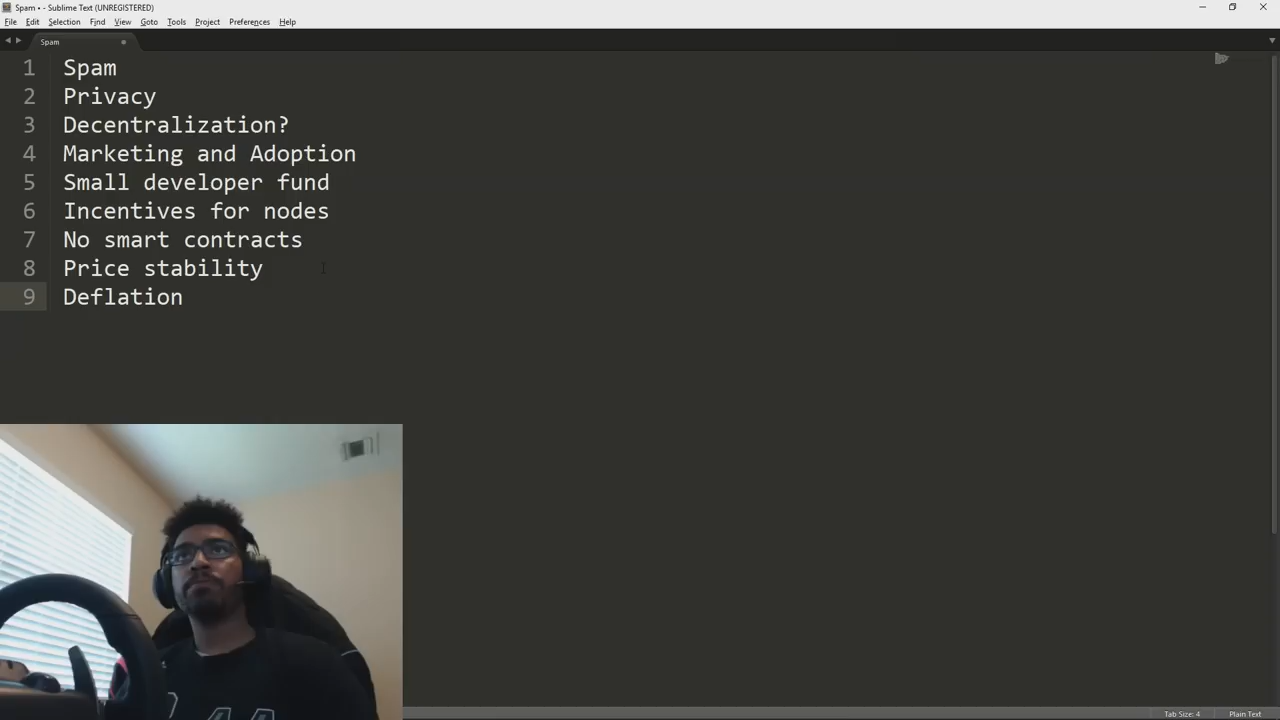 Spam • - Sublime Text (UNREGISTERED)
File Edit Selection Find View Goto Tools Project Preferences Help
Spam
1 Spam
2 Privacy
3 Decentralization?
4 Marketing and Adoption
5 Small developer fund
6 Incentives for nodes
7 No smart contracts
8 Price stability
9 Deflation
Tab Size: 4 Plain Text